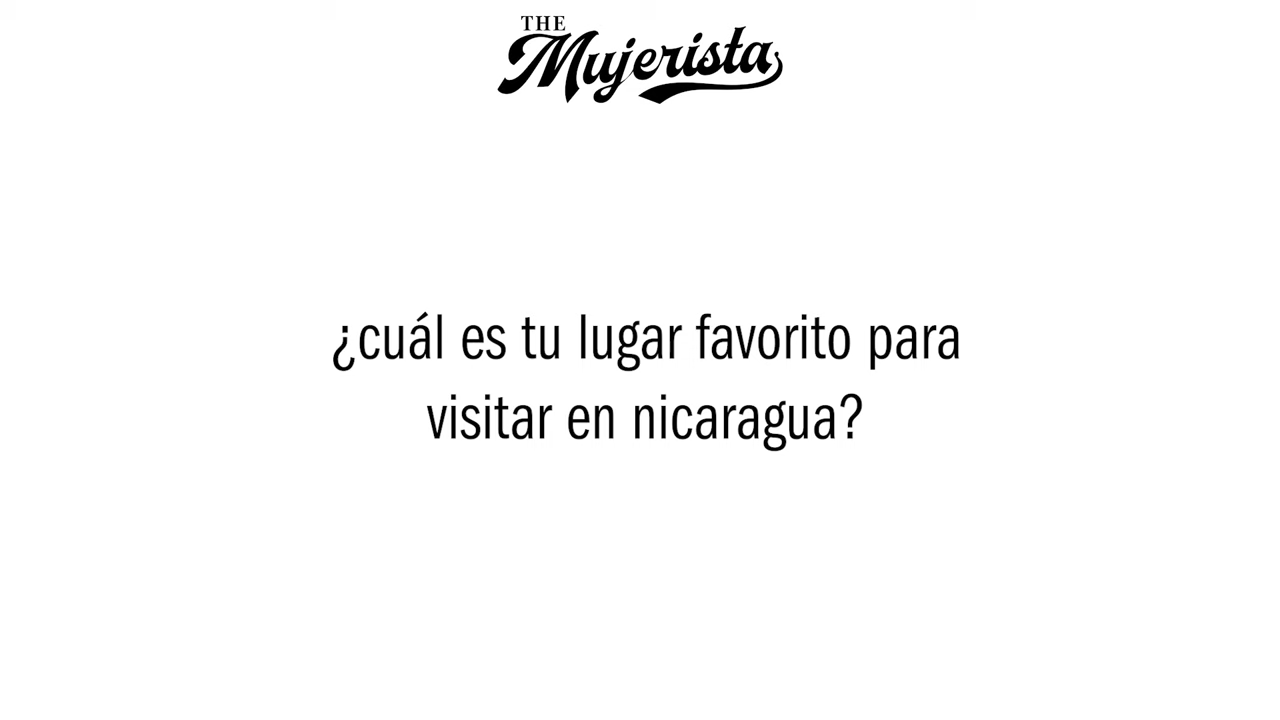 THE
Mujerista
¿cuál es tu lugar favorito para
visitar en nicaragua?